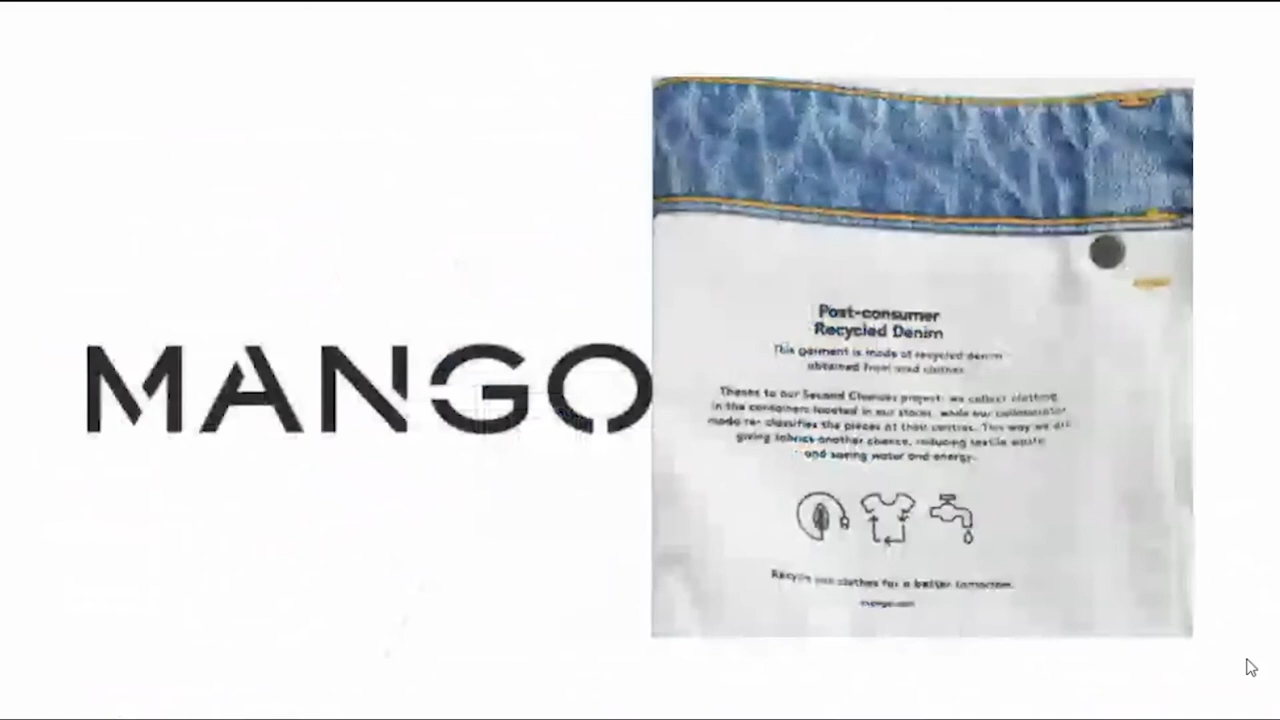 MANGO
Post-consumer
Recycled Denim
This garment is made of recycled denim
obtained from used clothes.
Thanks to our Second Chances project, we collect clothing
in the containers located in our stores, while our collaborator
re- classifies the pieces at their centres. This way we are
giving fabrics another chance, reducing textile waste
and saving water and energy.
Recycle your clothes for a better tomorrow.
mango.com